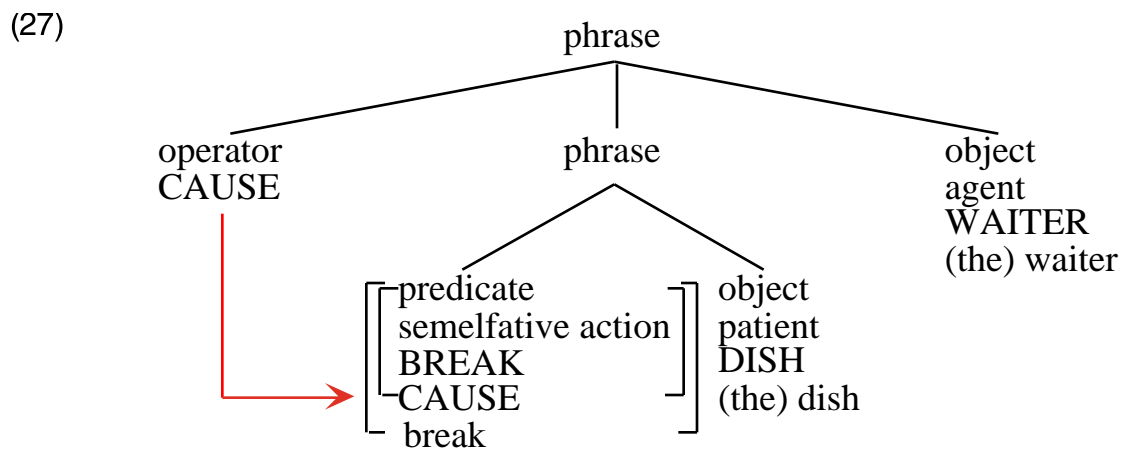 (27)
phrase
operator
CAUSE
phrase
object
agent
WAITER
(the) waiter
predicate
semelfative action
BREAK
CAUSE
break
object
patient
DISH
(the) dish